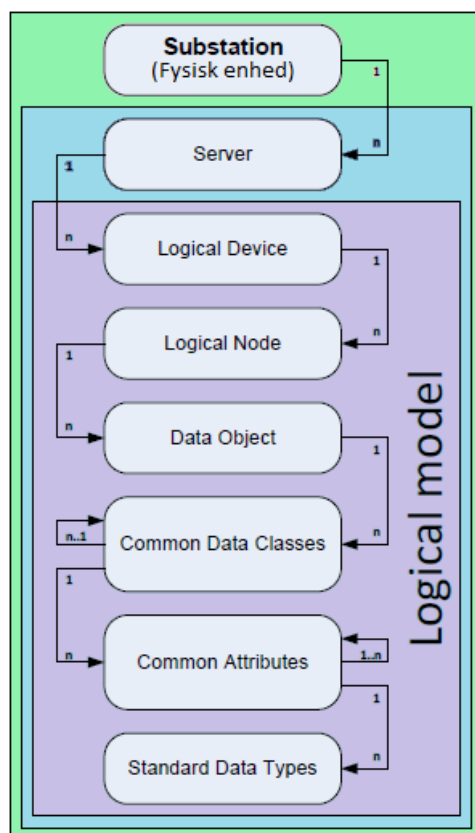 Substation
(Fysisk enhed)
1
n
Server
1
n
Logical Device
1
n
Logical Node
1
n
Data Object
1
n
Common Data Classes
n..1
1
n
Common Attributes
1..n
1
n
Standard Data Types
Logical model